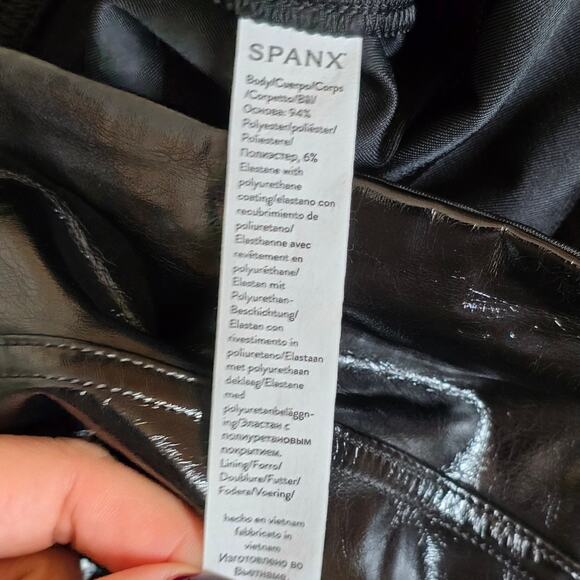 SPANX
Body/Cuerpo/Corps
/Corpetto/Bål/
Основа: 94%
Polyester/poliéster/
Poliestere/
Полиэстер, 6%
Elastane with
polyurethane
coating/elastano con
recubrimiento de
poliuretano/
Elasthanne avec
revêtement en
polyuréthane/
Elastan mit
Polyurethan-
Beschichtung/
Elastan con
rivestimento in
poliuretano/Elastaan
met polyurethaan
deklaag/Elastane
med
polyuretanbeläggn-
ing/Эластан с
полиуретановым
покрытием.
Lining/Forro/
Doublure/Futter/
Fodera/Voering/
hecho en vietnam
fabbricato in
vietnam
Изготовлено во